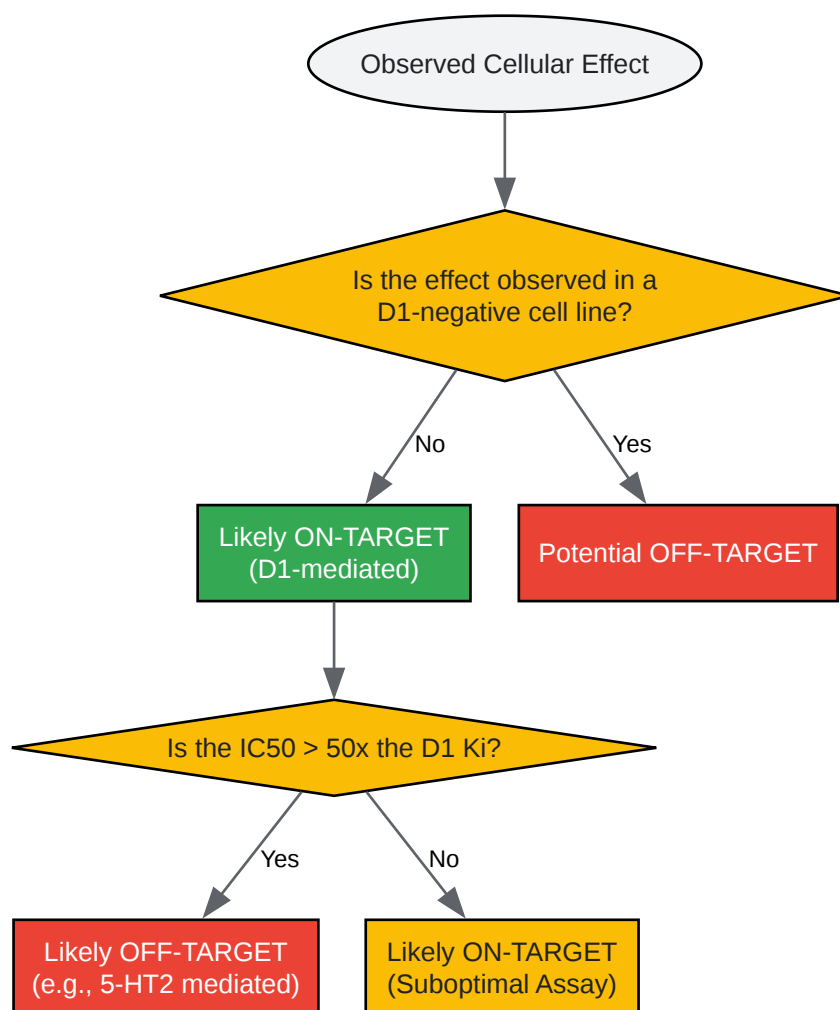 Observed Cellular Effect
Is the effect observed in a
D1-negative cell line?
No
Yes
Likely ON-TARGET
(D1-mediated)
Potential OFF-TARGET
Is the IC50 > 50x the D1 Ki?
Yes
No
Likely OFF-TARGET
(e.g., 5-HT2 mediated)
Likely ON-TARGET
(Suboptimal Assay)